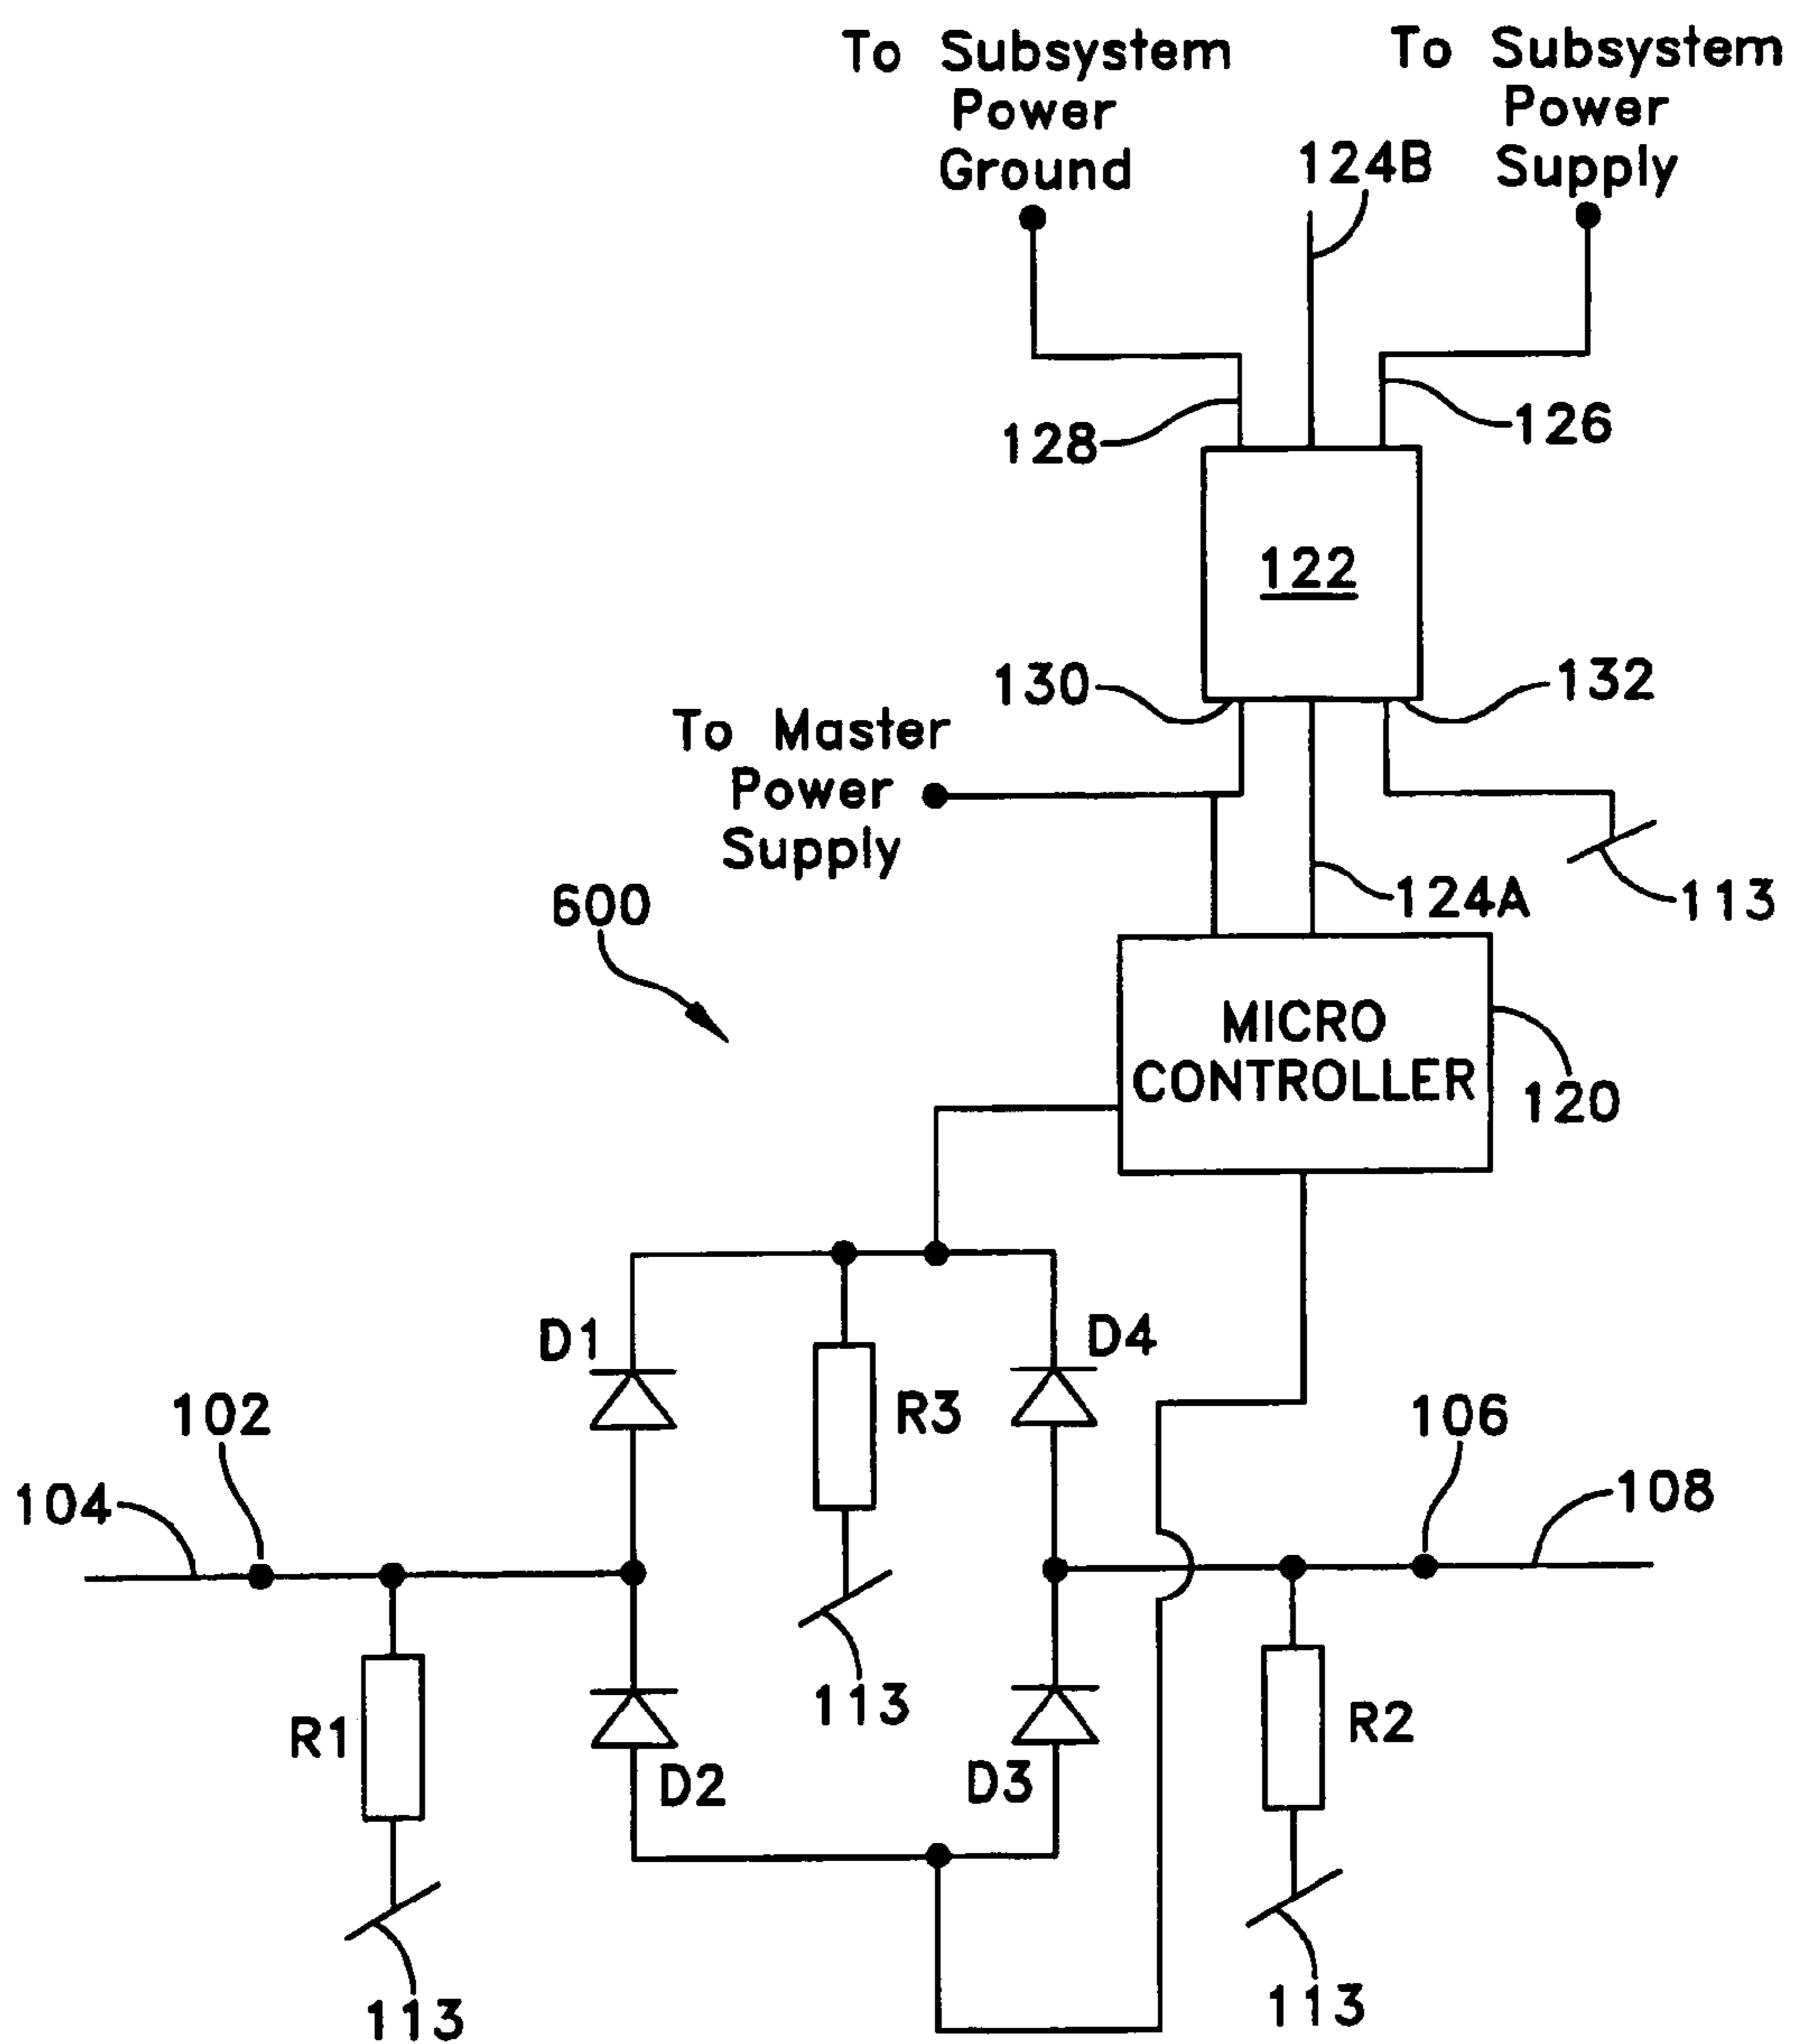 To Subsystem
Power
Ground
To Subsystem
Power
Supply
124B
128
126
122
130
132
To Master
Power
Supply
124A
113
600
MICRO
CONTROLLER
120
D1
D4
R3
102
106
104
108
113
R1
R2
D2
D3
113
113